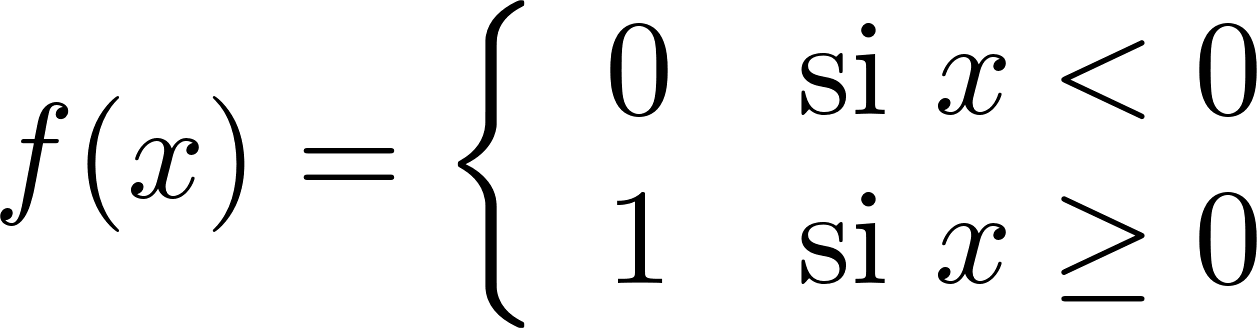 f(x) = { 0 si x < 0
1 si x ≥ 0